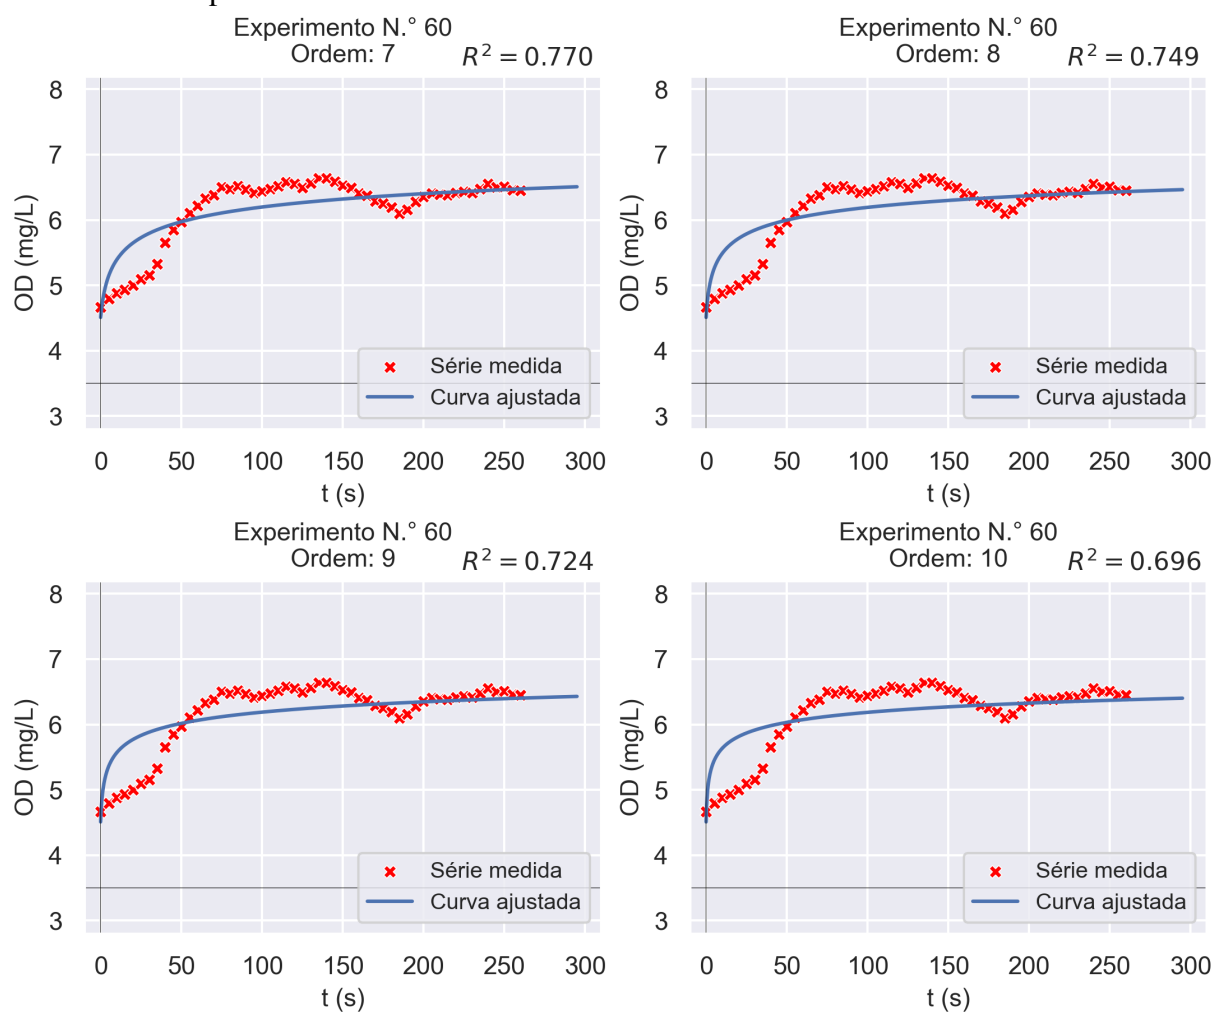 Experimento N.° 60
Ordem: 7
R² = 0.770
8
7
6
5
4
3
OD (mg/L)
Série medida
Curva ajustada
0 50 100 150 200 250 300
t (s)
Experimento N.° 60
Ordem: 8
R² = 0.749
8
7
6
5
4
3
OD (mg/L)
Série medida
Curva ajustada
0 50 100 150 200 250 300
t (s)
Experimento N.° 60
Ordem: 9
R² = 0.724
8
7
6
5
4
3
OD (mg/L)
Série medida
Curva ajustada
0 50 100 150 200 250 300
t (s)
Experimento N.° 60
Ordem: 10
R² = 0.696
8
7
6
5
4
3
OD (mg/L)
Série medida
Curva ajustada
0 50 100 150 200 250 300
t (s)